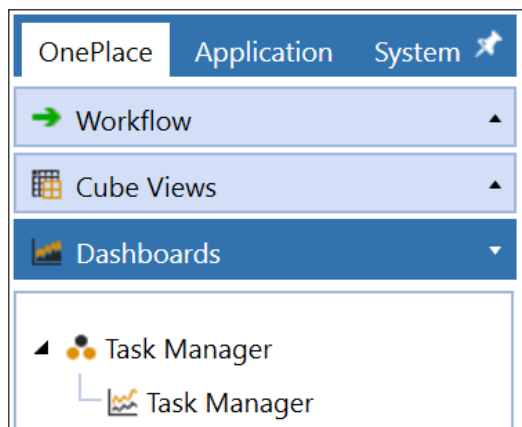 OnePlace Application System
Workflow
Cube Views
Dashboards
Task Manager
Task Manager